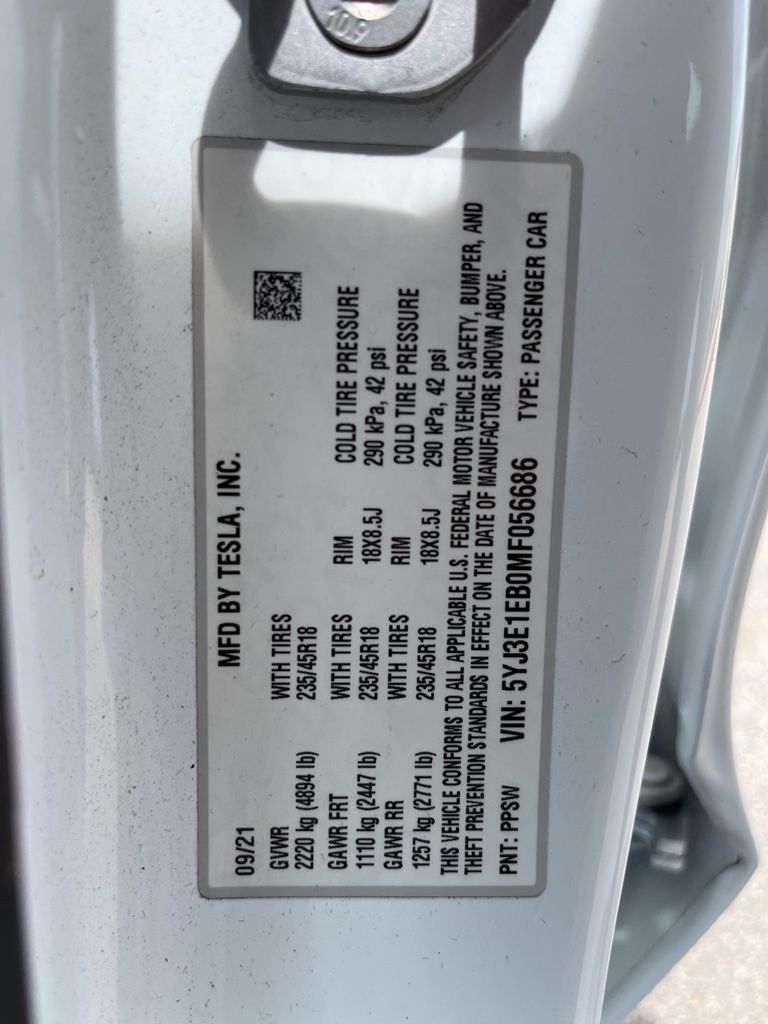 10.9
MFD BY TESLA, INC.
09/21
GVWR WITH TIRES
2220 kg (4894 lb) 235/45R18
GAWR FRT WITH TIRES RIM COLD TIRE PRESSURE
1110 kg (2447 lb) 235/45R18 18X8.5J 290 kPa, 42 psi
GAWR RR WITH TIRES RIM COLD TIRE PRESSURE
1257 kg (2771 lb) 235/45R18 18X8.5J 290 kPa, 42 psi
THIS VEHICLE CONFORMS TO ALL APPLICABLE U.S. FEDERAL MOTOR VEHICLE SAFETY, BUMPER, AND
THEFT PREVENTION STANDARDS IN EFFECT ON THE DATE OF MANUFACTURE SHOWN ABOVE.
PNT: PPSW VIN: 5YJ3E1EB0MF056686 TYPE: PASSENGER CAR